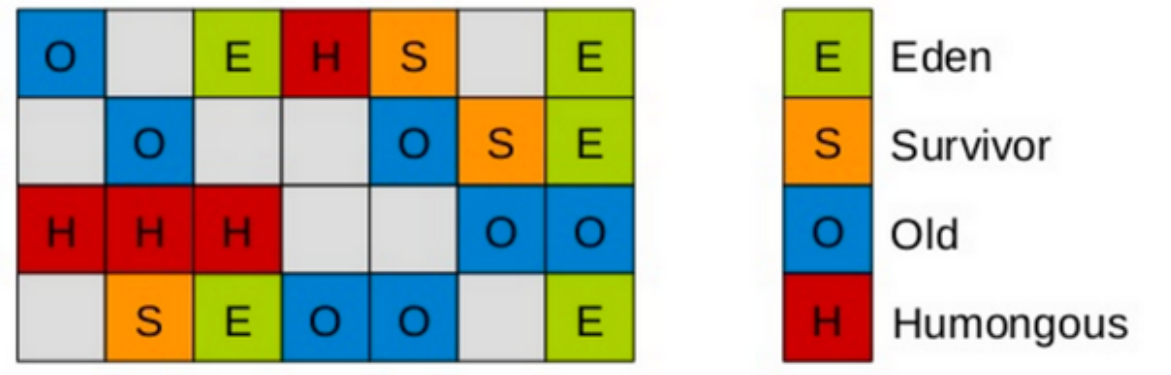 O E H S E
O O S E
H H H O O
S E O O E
E Eden
S Survivor
O Old
H Humongous